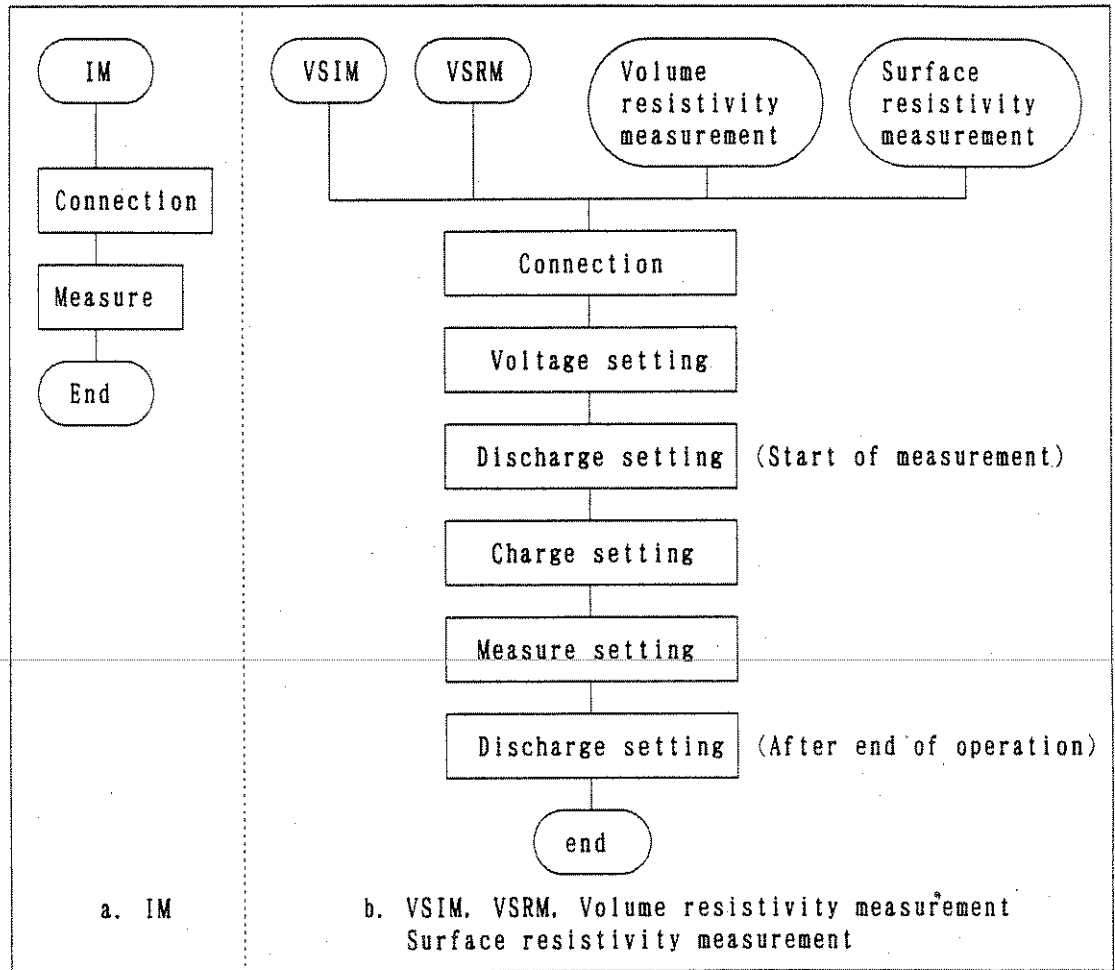 IM
Connection
Measure
End
a. IM
VSIM
VSRM
Volume
resistivity
measurement
Surface
resistivity
measurement
Connection
Voltage setting
Discharge setting (Start of measurement)
Charge setting
Measure setting
Discharge setting (After end of operation)
end
b. VSIM, VSRM, Volume resistivity measurement
Surface resistivity measurement